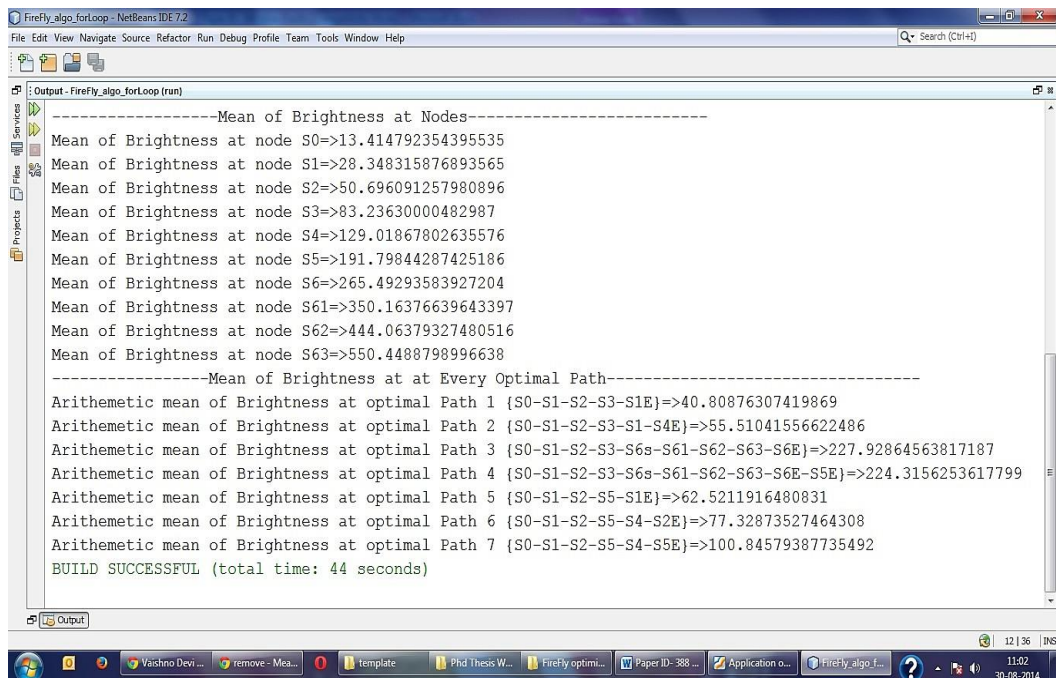 FireFly_algo_forLoop - NetBeans IDE 7.2
File Edit View Navigate Source Refactor Run Debug Profile Team Tools Window Help
Search (Ctrl+I)
Output - FireFly_algo_forLoop (run)
Services
Files
Projects
------------------Mean of Brightness at Nodes--------------------------
Mean of Brightness at node S0=>13.414792354395535
Mean of Brightness at node S1=>28.348315876893565
Mean of Brightness at node S2=>50.696091257980896
Mean of Brightness at node S3=>83.23630000482987
Mean of Brightness at node S4=>129.01867802635576
Mean of Brightness at node S5=>191.79844287425186
Mean of Brightness at node S6=>265.49293583927204
Mean of Brightness at node S61=>350.16376639643397
Mean of Brightness at node S62=>444.06379327480516
Mean of Brightness at node S63=>550.4488798996638
-----------------Mean of Brightness at at Every Optimal Path----------------------------------
Arithemetic mean of Brightness at optimal Path 1 {S0-S1-S2-S3-S1E}=>40.80876307419869
Arithemetic mean of Brightness at optimal Path 2 {S0-S1-S2-S3-S1-S4E}=>55.51041556622486
Arithemetic mean of Brightness at optimal Path 3 {S0-S1-S2-S3-S6s-S61-S62-S63-S6E}=>227.92864563817187
Arithemetic mean of Brightness at optimal Path 4 {S0-S1-S2-S3-S6s-S61-S62-S63-S6E-S5E}=>224.3156253617799
Arithemetic mean of Brightness at optimal Path 5 {S0-S1-S2-S5-S1E}=>62.5211916480831
Arithemetic mean of Brightness at optimal Path 6 {S0-S1-S2-S5-S4-S2E}=>77.32873527464308
Arithemetic mean of Brightness at optimal Path 7 {S0-S1-S2-S5-S4-S5E}=>100.84579387735492
BUILD SUCCESSFUL (total time: 44 seconds)
Output
12 | 36 INS
Vaishno Devi ... remove - Mea... template Phd Thesis W... FireFly optimi... Paper ID- 388 ... Application o... FireFly_algo_f... 11:02
30-08-2014